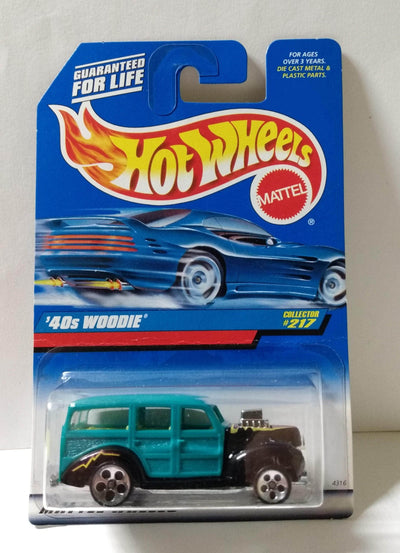 GUARANTEED
FOR LIFE
FOR AGES
OVER 3 YEARS.
DIE CAST METAL &
PLASTIC PARTS.
HOT WHEELS
MATTEL
®
'40s WOODIE®
COLLECTOR
#217
4316